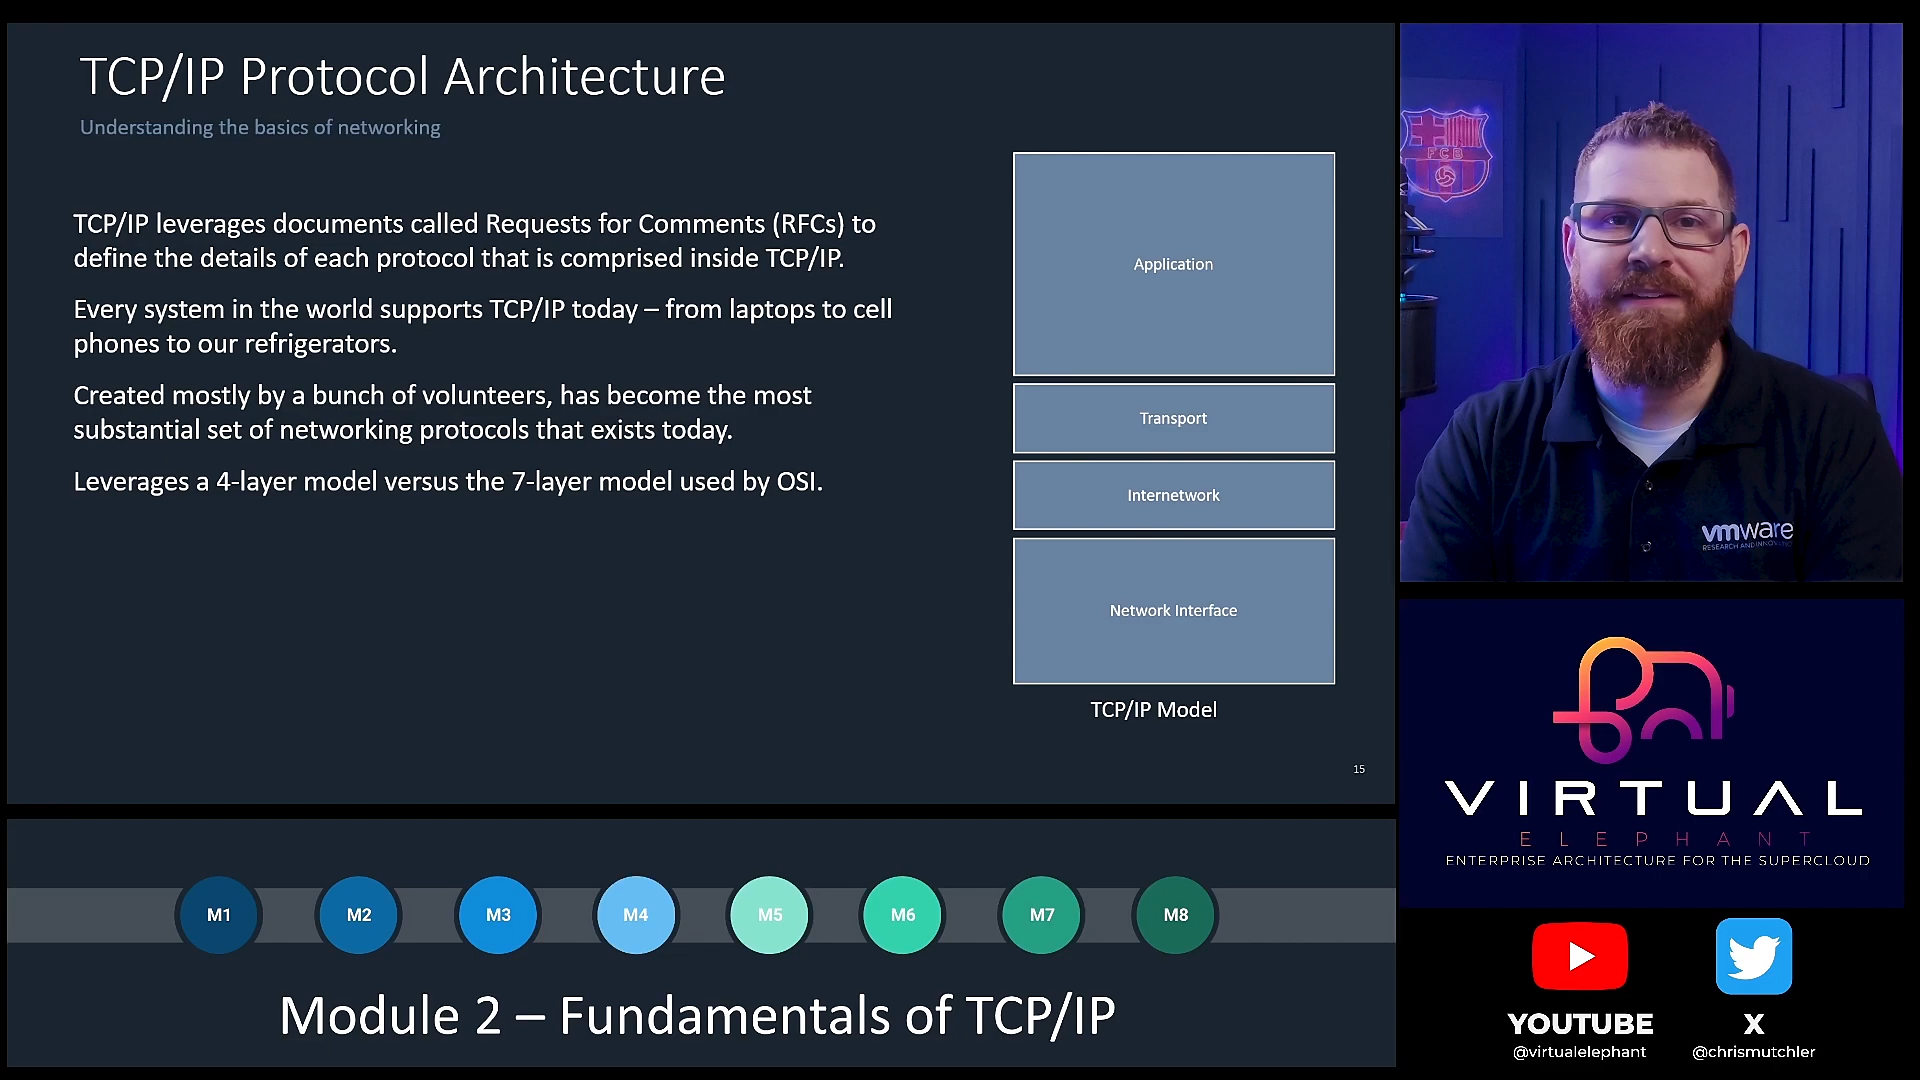 TCP/IP Protocol Architecture
Understanding the basics of networking
TCP/IP leverages documents called Requests for Comments (RFCs) to
define the details of each protocol that is comprised inside TCP/IP.
Every system in the world supports TCP/IP today – from laptops to cell
phones to our refrigerators.
Created mostly by a bunch of volunteers, has become the most
substantial set of networking protocols that exists today.
Leverages a 4-layer model versus the 7-layer model used by OSI.
Application
Transport
Internetwork
Network Interface
TCP/IP Model
15
FCB
vmware
RESEARCH AND
M1
M2
M3
M4
M5
M6
M7
M8
Module 2 – Fundamentals of TCP/IP
VIRTUAL
ELEPHANT
ENTERPRISE ARCHITECTURE FOR THE SUPERCLOUD
YOUTUBE
@virtualelephant
X
@chrismutchler